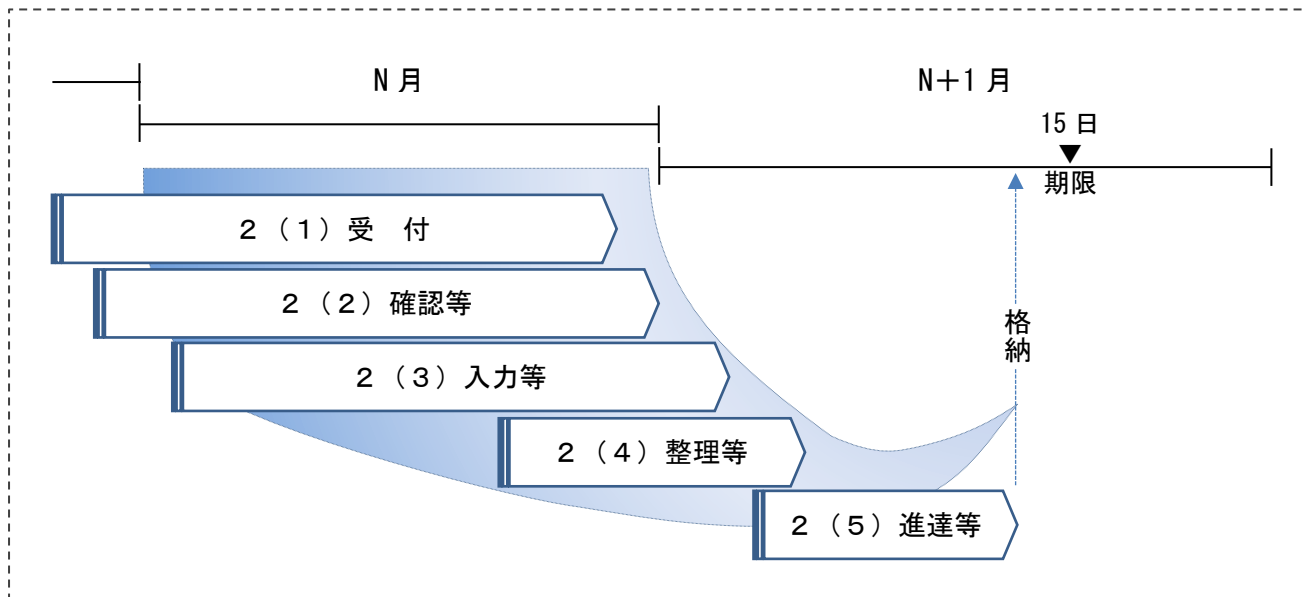 N月
N＋1月
15日
▼
期限
2（1）受　付
2（2）確認等
2（3）入力等
2（4）整理等
2（5）進達等
格納